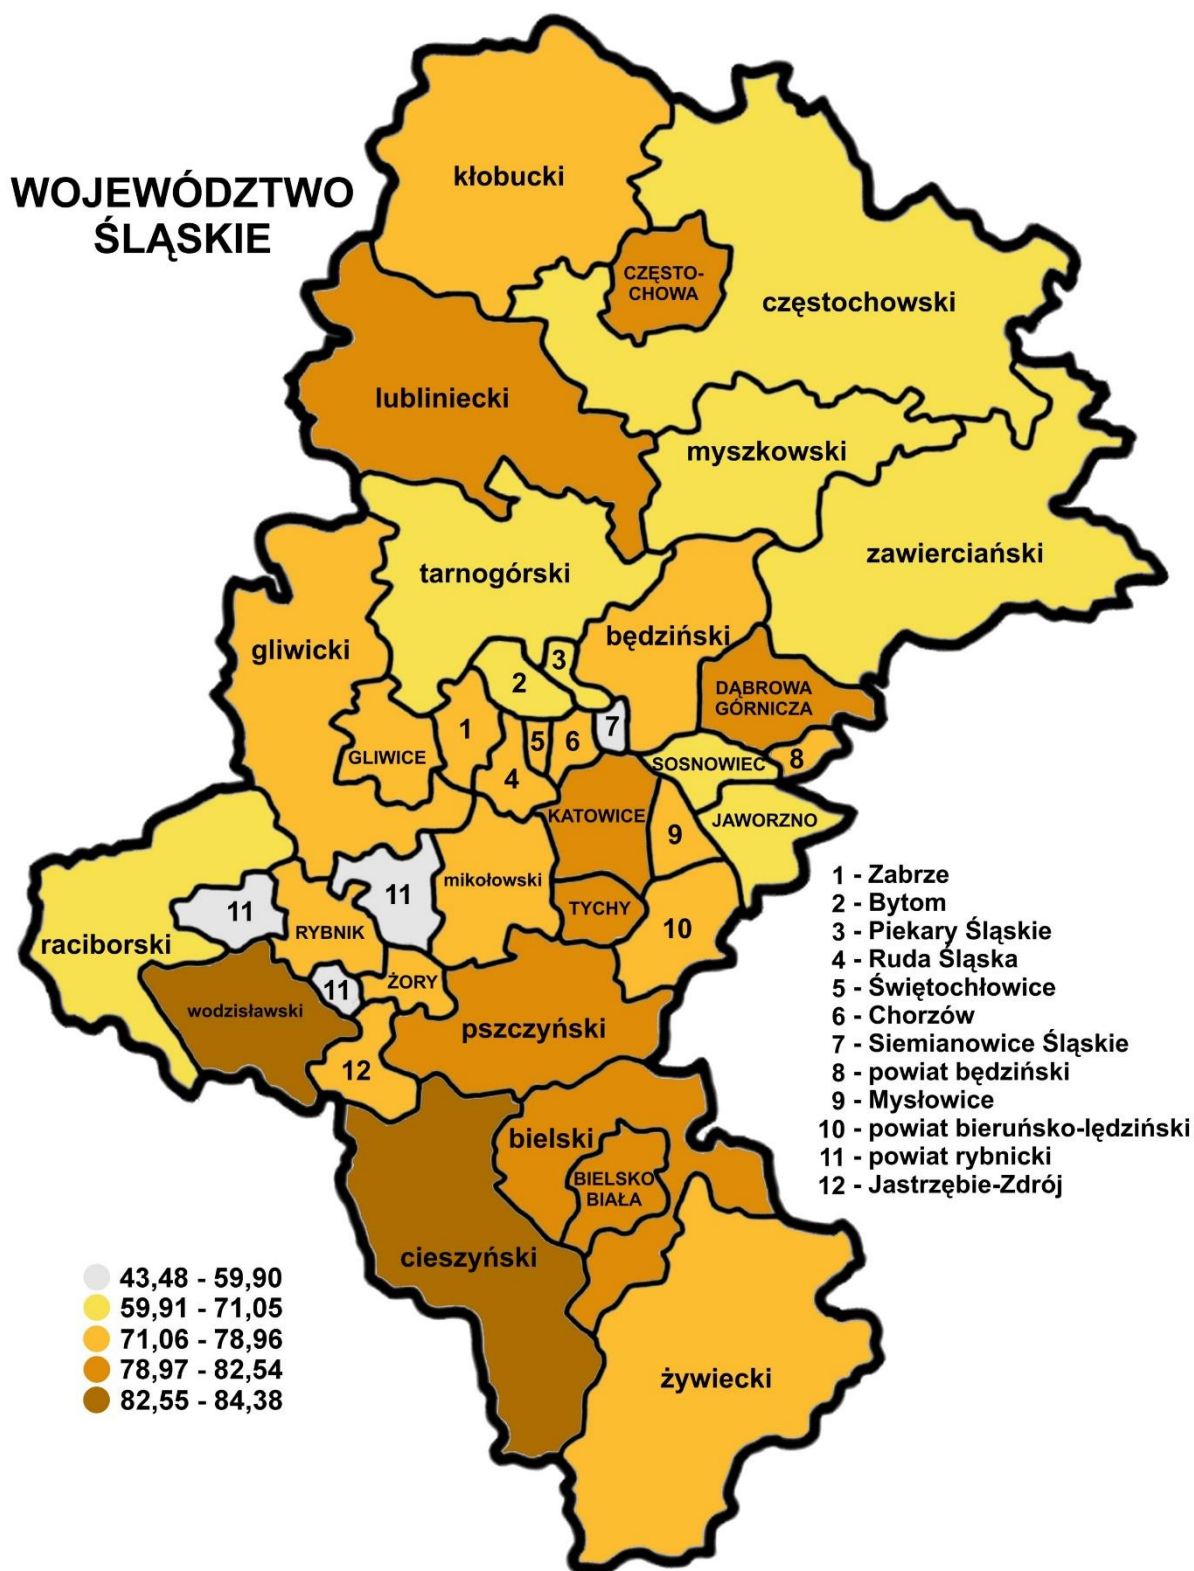 WOJEWÓDZTWO
ŚLĄSKIE
kłobucki
CZĘSTO-
CHOWA
częstochowski
lubliniecki
myszkowski
zawierciański
tarnogórski
będziński
gliwicki
3
2
DĄBROWA
GÓRNICZA
1
7
5
6
GLIWICE
8
SOSNOWIEC
4
KATOWICE
JAWORZNO
9
mikołowski
11
11
TYCHY
10
RYBNIK
raciborski
ŻORY
11
wodzisławski
pszczyński
12
bielski
BIELSKO
BIAŁA
cieszyński
żywiecki
1 - Zabrze
2 - Bytom
3 - Piekary Śląskie
4 - Ruda Śląska
5 - Świętochłowice
6 - Chorzów
7 - Siemianowice Śląskie
8 - powiat będziński
9 - Mysłowice
10 - powiat bieruńsko-lędziński
11 - powiat rybnicki
12 - Jastrzębie-Zdrój
43,48 - 59,90
59,91 - 71,05
71,06 - 78,96
78,97 - 82,54
82,55 - 84,38